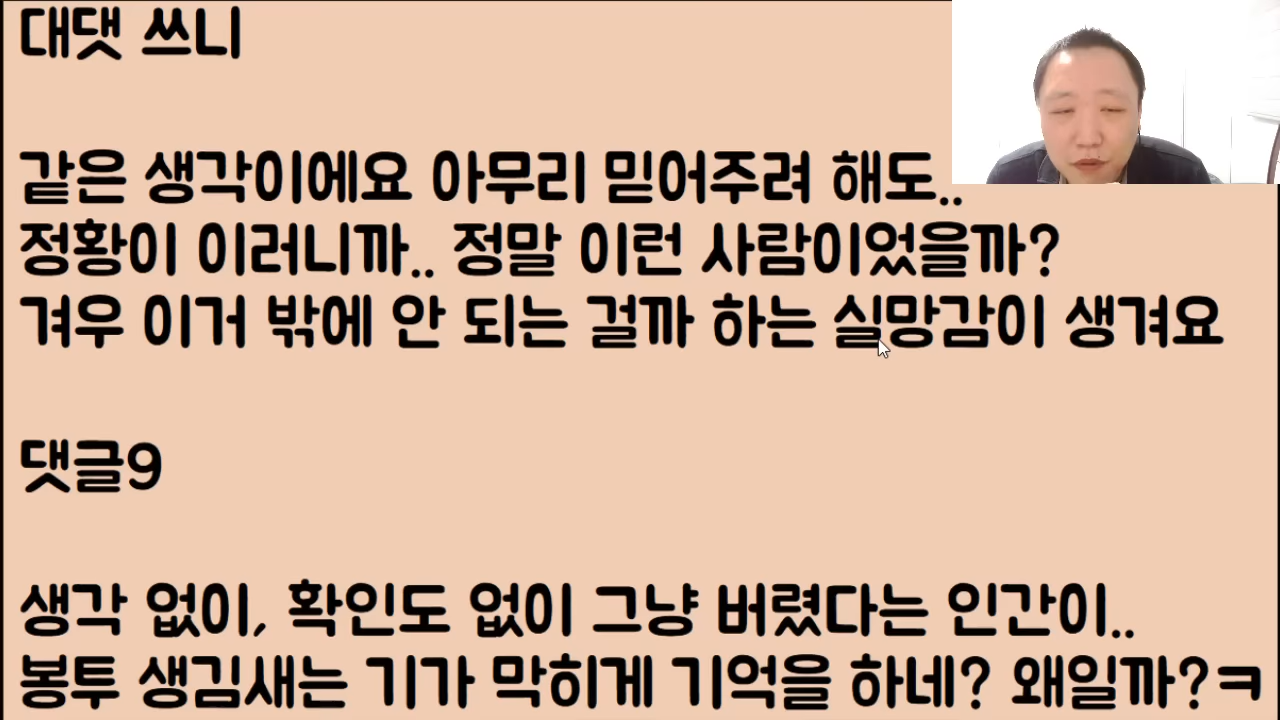 대댓 쓰니
같은 생각이에요 아무리 믿어주려 해도..
정황이 이러니까.. 정말 이런 사람이었을까?
겨우 이거 밖에 안 되는 걸까 하는 실망감이 생겨요
댓글9
생각 없이, 확인도 없이 그냥 버렸다는 인간이..
봉투 생김새는 기가 막히게 기억을 하네? 왜일까?ㅋ